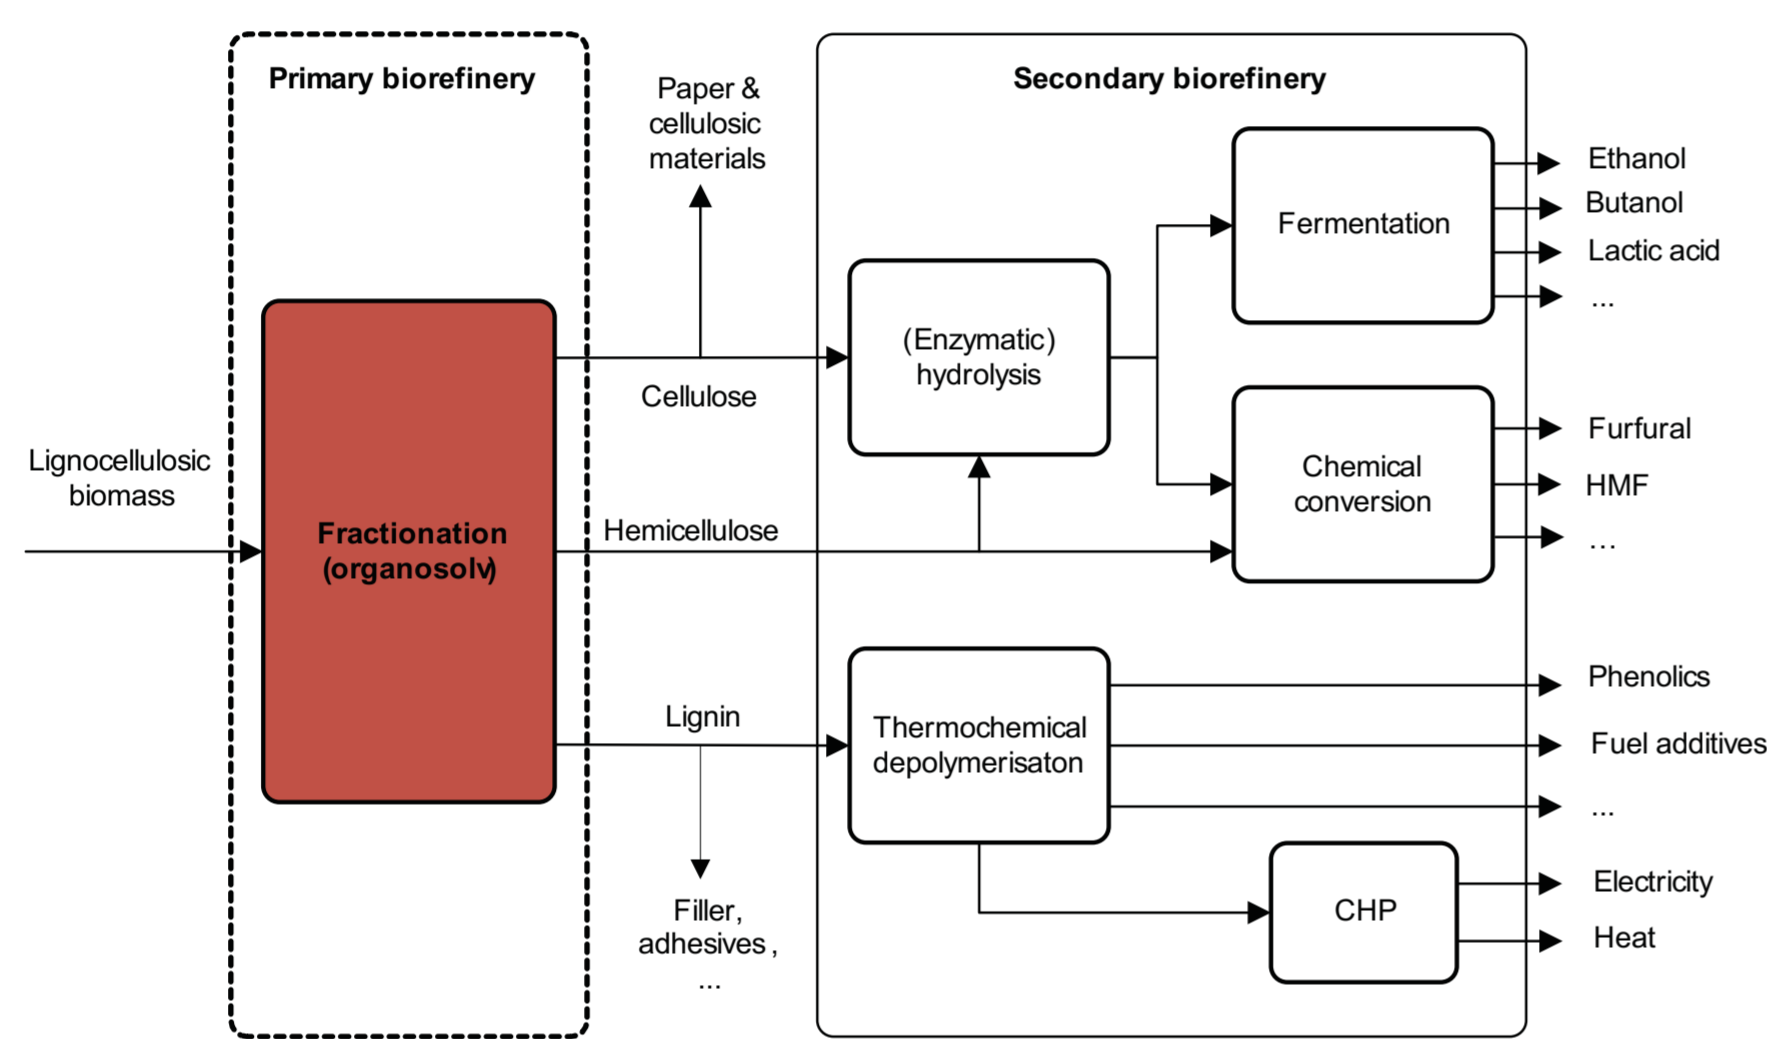 Primary biorefinery
Secondary biorefinery
Paper &
cellulosic
materials
Lignocellulosic
biomass
Fractionation
(organosolv)
Cellulose
Hemicellulose
Lignin
Filler,
adhesives ,
...
(Enzymatic)
hydrolysis
Fermentation
Chemical
conversion
Thermochemical
depolymerisaton
CHP
Ethanol
Butanol
Lactic acid
...
Furfural
HMF
...
Phenolics
Fuel additives
...
Electricity
Heat